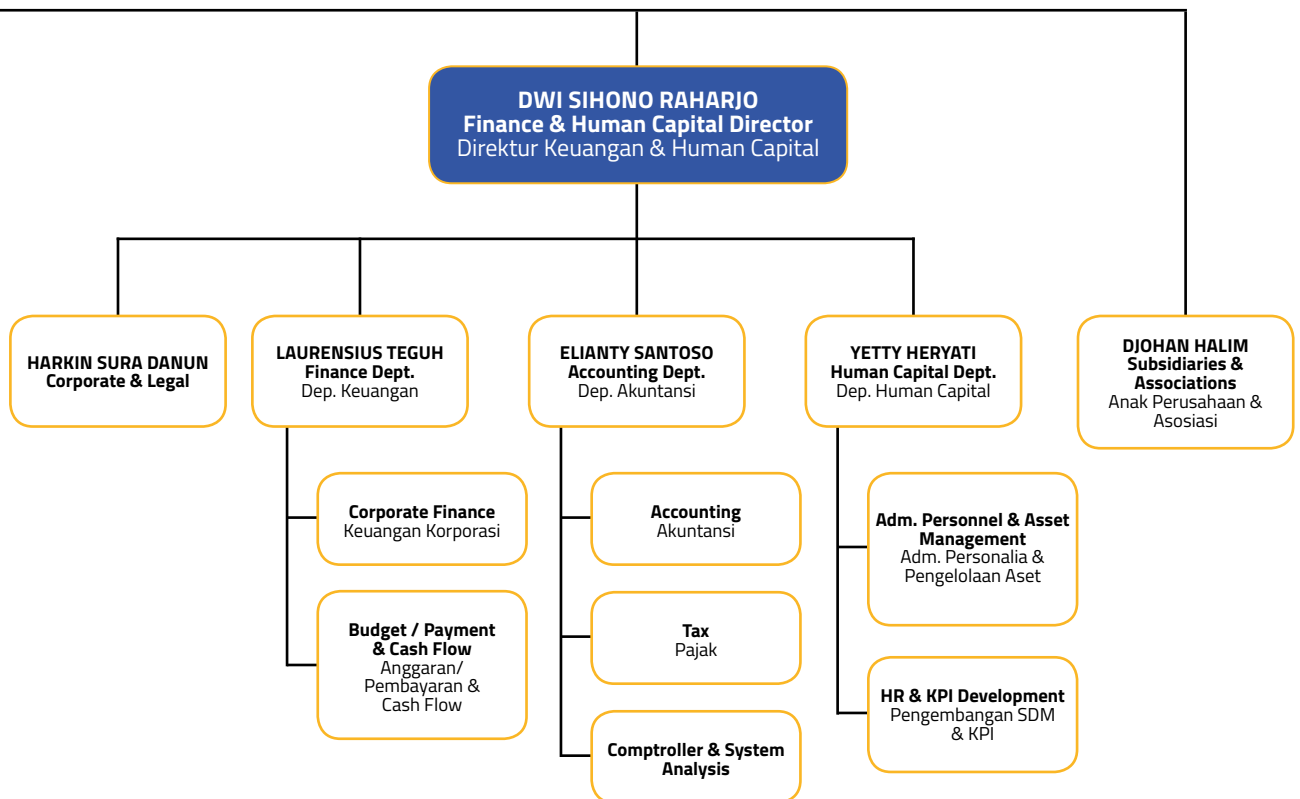 DWI SIHONO RAHARJO
Finance & Human Capital Director
Direktur Keuangan & Human Capital
HARKIN SURA DANUN
Corporate & Legal
LAURENSIUS TEGUH
Finance Dept.
Dep. Keuangan
ELIANTY SANTOSO
Accounting Dept.
Dep. Akuntansi
YETTY HERYATI
Human Capital Dept.
Dep. Human Capital
DJOHAN HALIM
Subsidiaries &
Associations
Anak Perusahaan &
Asosiasi
Corporate Finance
Keuangan Korporasi
Budget / Payment
& Cash Flow
Anggaran/
Pembayaran &
Cash Flow
Accounting
Akuntansi
Tax
Pajak
Comptroller & System
Analysis
Adm. Personnel & Asset
Management
Adm. Personalia &
Pengelolaan Aset
HR & KPI Development
Pengembangan SDM
& KPI